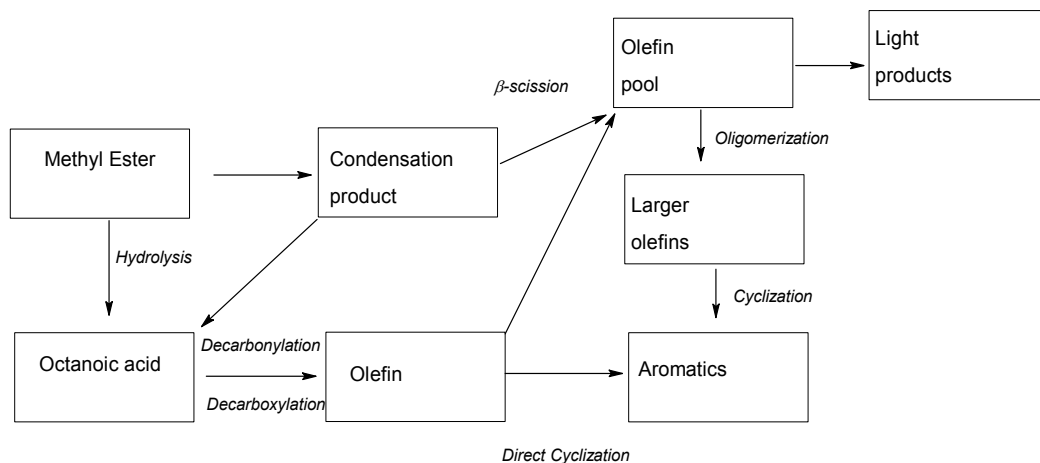 Olefin
pool
Light
products
β-scission
Oligomerization
Methyl Ester
Condensation
product
Larger
olefins
Hydrolysis
Cyclization
Octanoic acid
Decarbonylation
Decarboxylation
Olefin
Aromatics
Direct Cyclization